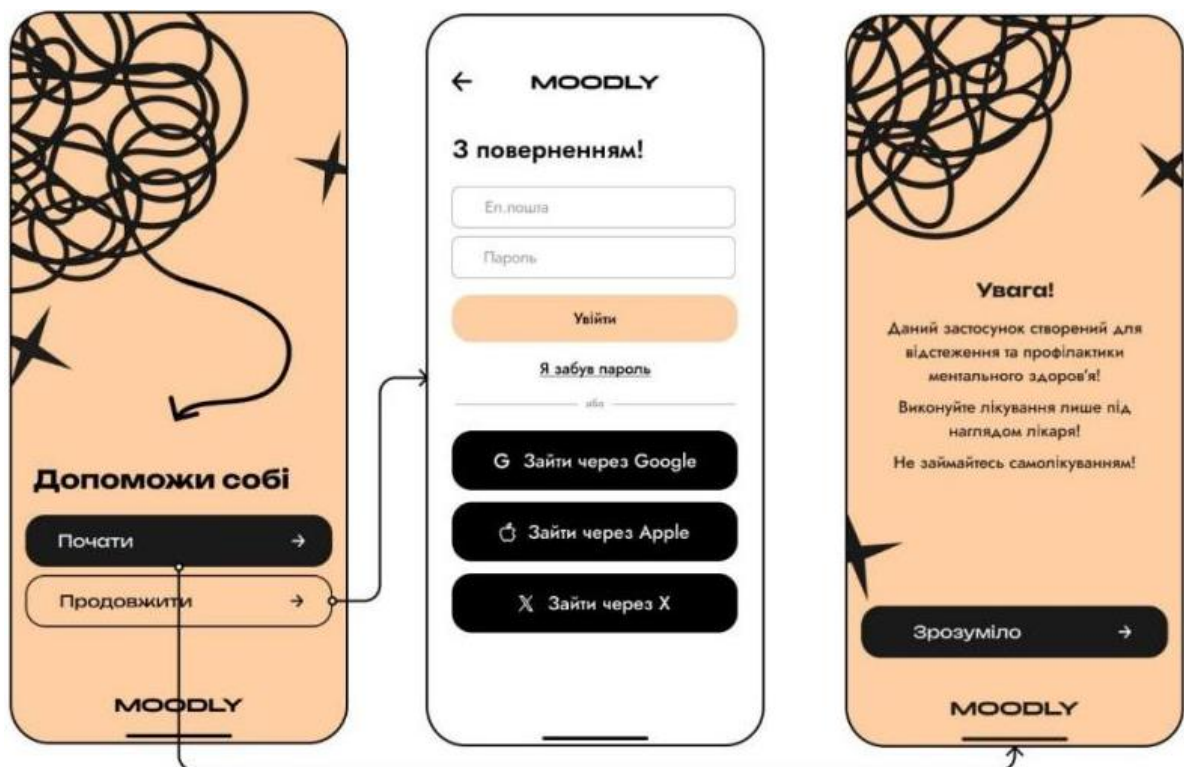 Допоможи собі
Почати
Продовжити
MOODLY
MOODLY
З поверненням!
Ел.пошта
Пароль
Увійти
Я забув пароль
або
Зайти через Google
Зайти через Apple
Зайти через X
Увага!
Даний застосунок створений для
відстеження та профілактики
ментального здоров'я!
Виконуйте лікування лише під
наглядом лікаря!
Не займайтесь самолікуванням!
Зрозуміло
MOODLY